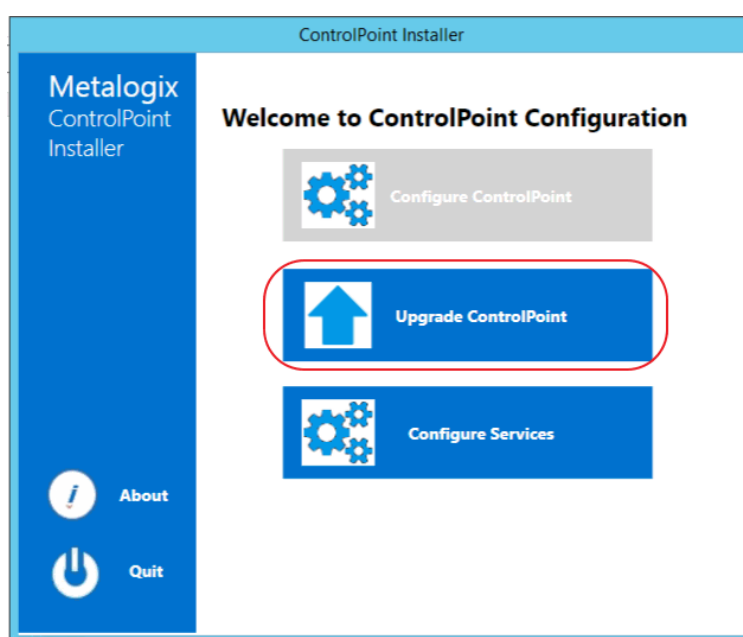 ControlPoint Installer
Metalogix
ControlPoint
Installer
Welcome to ControlPoint Configuration
Configure ControlPoint
Upgrade ControlPoint
Configure Services
About
Quit